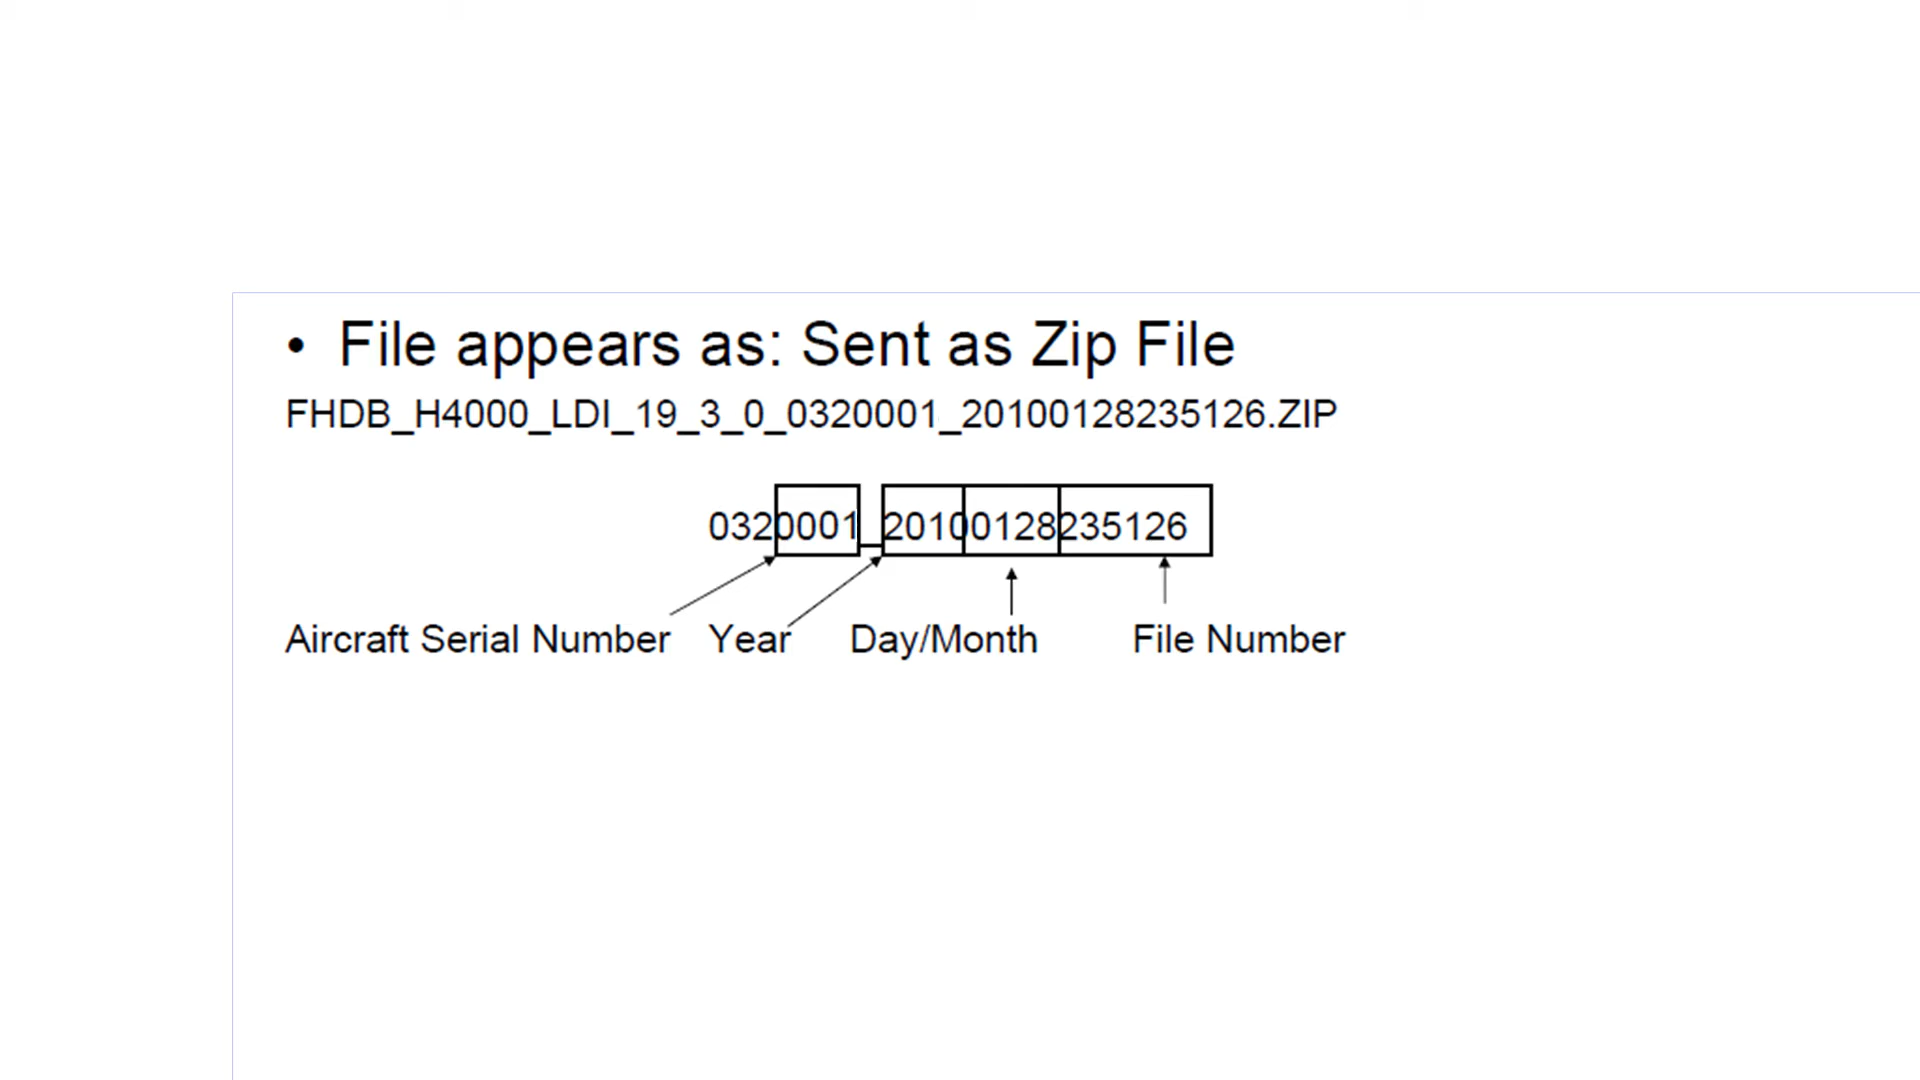 • File appears as: Sent as Zip File
FHDB_H4000_LDI_19_3_0_0320001_20100128235126.ZIP
0320001_20100128235126
Aircraft Serial Number Year Day/Month File Number